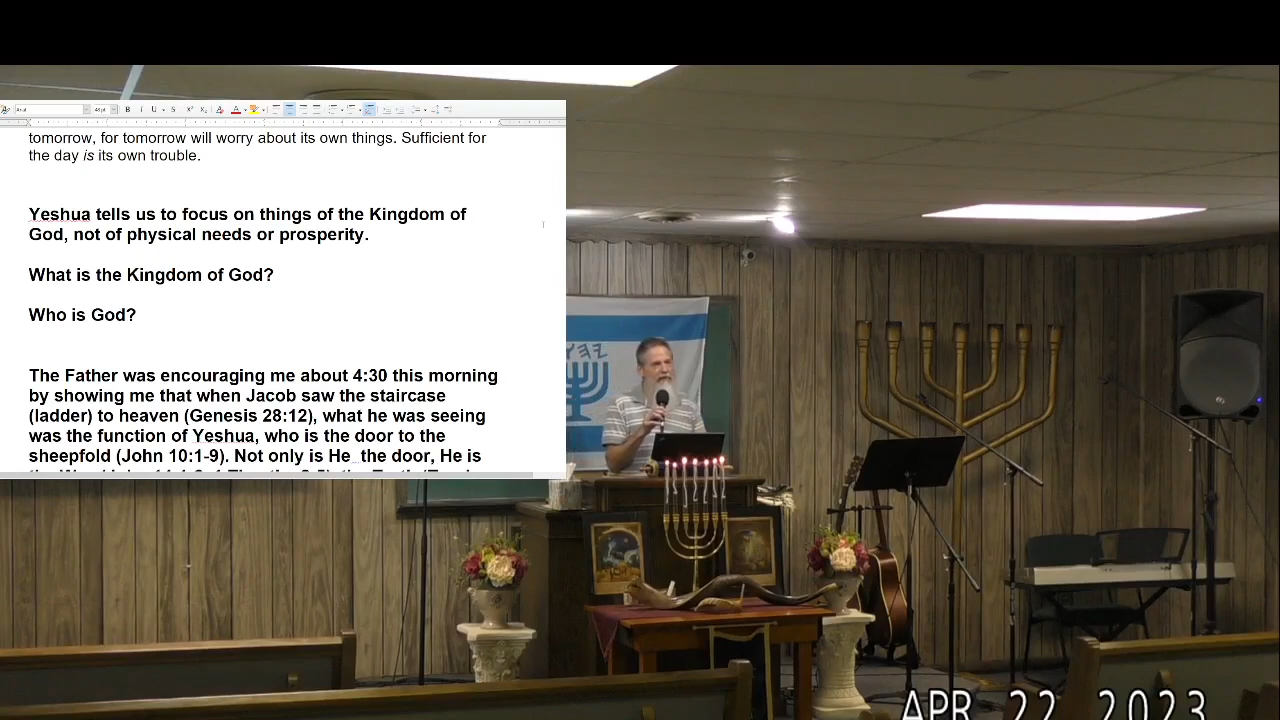 tomorrow, for tomorrow will worry about its own things. Sufficient for
the day is its own trouble.
Yeshua tells us to focus on things of the Kingdom of
God, not of physical needs or prosperity.
What is the Kingdom of God?
Who is God?
The Father was encouraging me about 4:30 this morning
by showing me that when Jacob saw the staircase
(ladder) to heaven (Genesis 28:12), what he was seeing
was the function of Yeshua, who is the door to the
sheepfold (John 10:1-9). Not only is He the door, He is
APR 22 2023